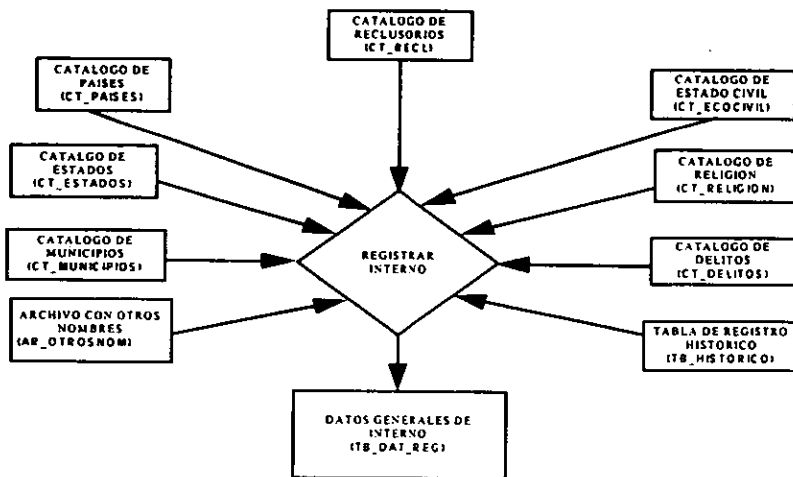 CATALOGO DE
RECLUSORIOS
(CT_RECL)
CATALOGO DE
PAISES
(CT_PAISES)
CATALOGO DE
ESTADO CIVIL
(CT_ECOCIVIL)
CATALGO DE
ESTADOS
(CT_ESTADOS)
CATALOGO DE
RELIGION
(CT_RELIGION)
CATALOGO DE
MUNICIPIOS
(CT_MUNICIPIOS)
REGISTRAR
INTERNO
CATALOGO DE
DELITOS
(CT_DELITOS)
ARCHIVO CON OTROS
NOMBRES
(AR_OTROSNOM)
TABLA DE REGISTRO
HISTORICO
(TB_HISTORICO)
DATOS GENERALES DE
INTERNO
(TB_DAT_REG)